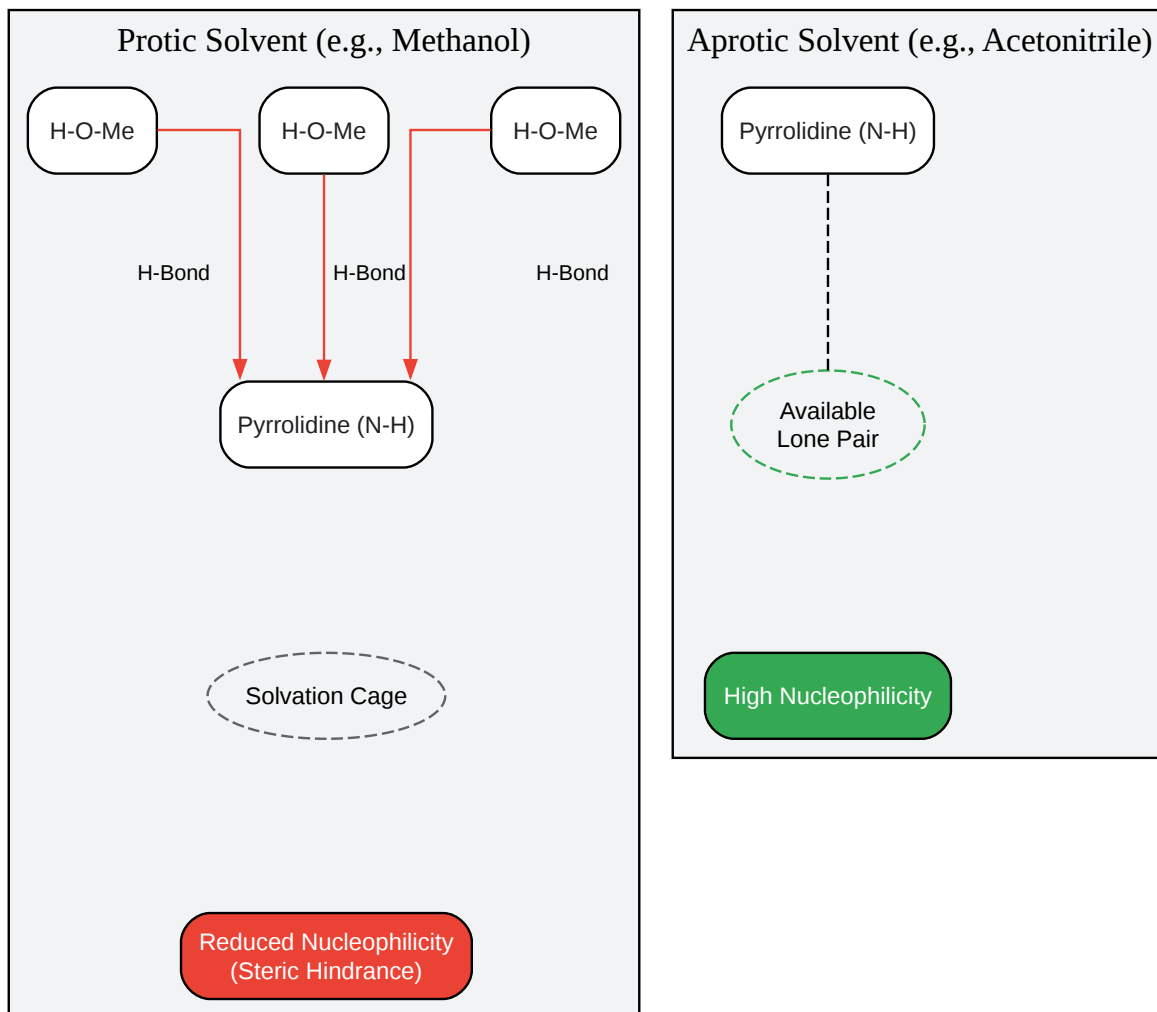 Protic Solvent (e.g., Methanol)
H-O-Me
H-O-Me
H-O-Me
H-Bond
H-Bond
H-Bond
Pyrrolidine (N-H)
Solvation Cage
Reduced Nucleophilicity
(Steric Hindrance)
Aprotic Solvent (e.g., Acetonitrile)
Pyrrolidine (N-H)
Available
Lone Pair
High Nucleophilicity